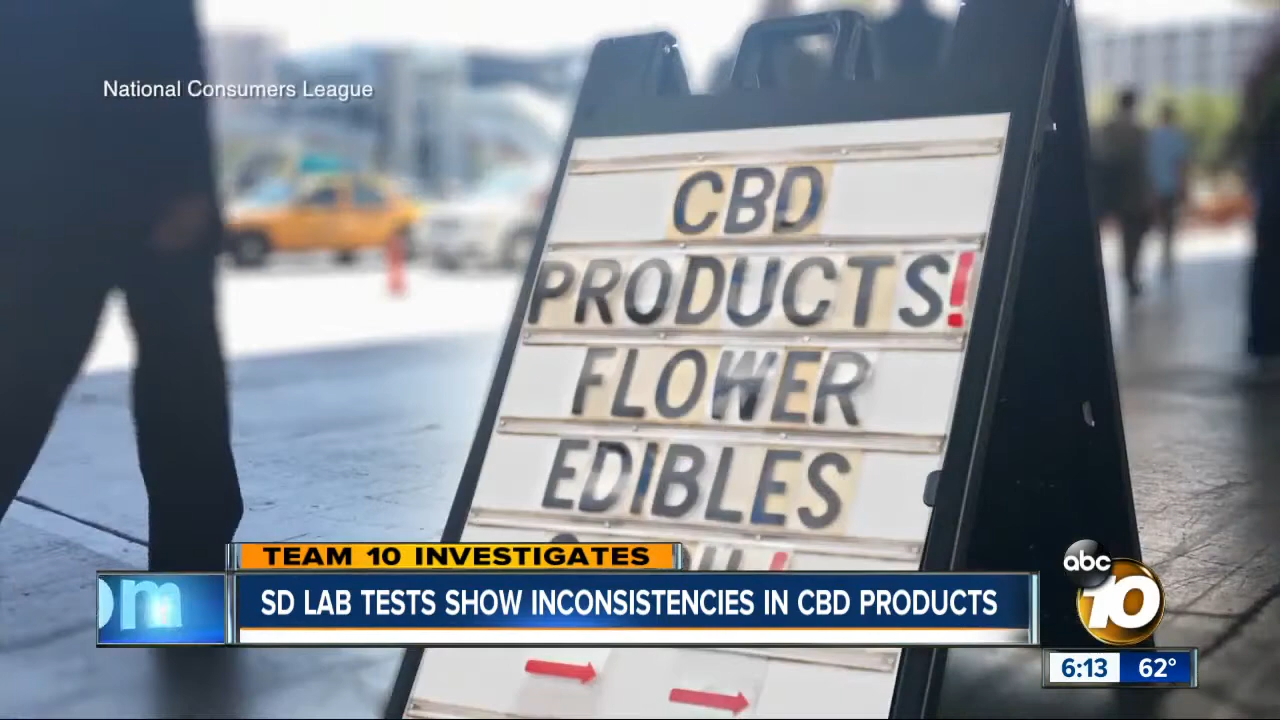 National Consumers League
CBD
PRODUCTS!
FLOWER
EDIBLES
TEAM 10 INVESTIGATES
om
SD LAB TESTS SHOW INCONSISTENCIES IN CBD PRODUCTS
abc
10
6:13 62°